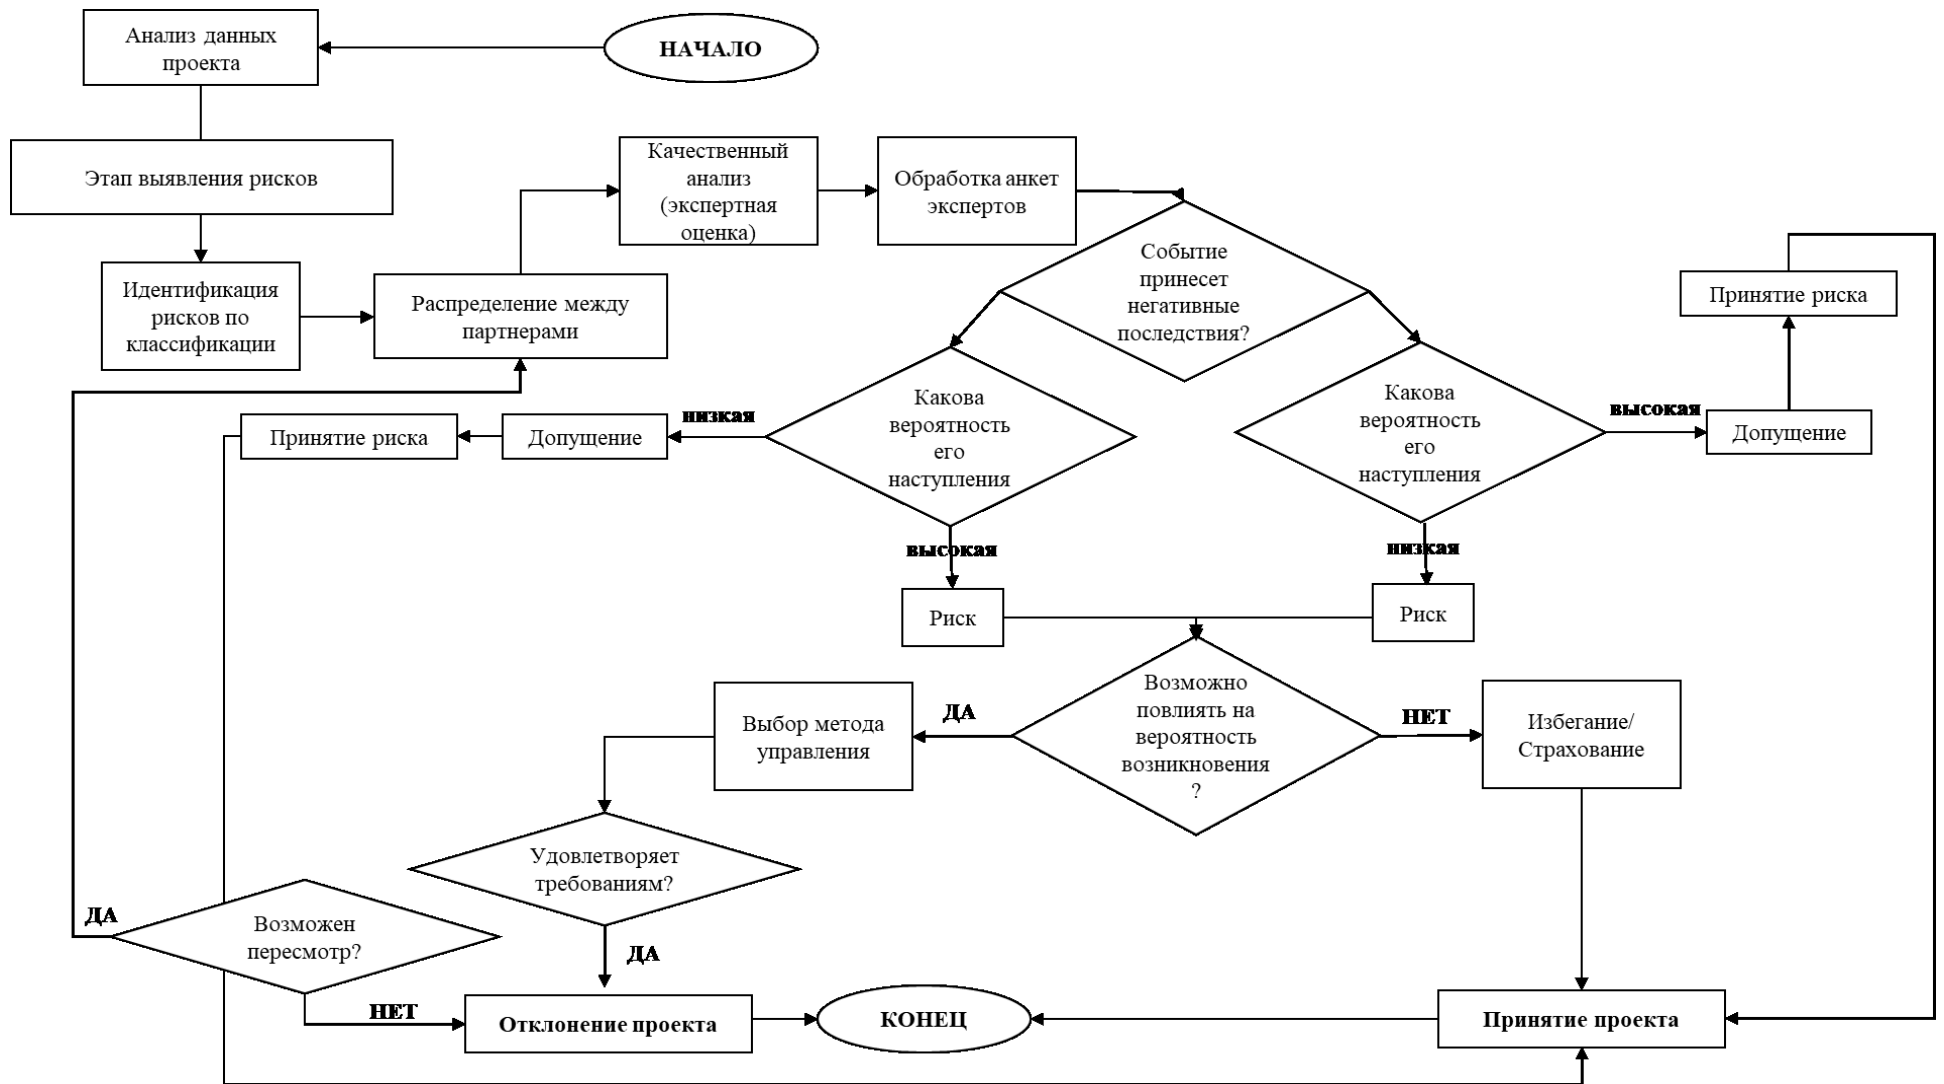 Анализ данных
проекта
НАЧАЛО
Этап выявления рисков
Качественный
анализ
(экспертная
оценка)
Обработка анкет
экспертов
Событие
принесет
негативные
последствия?
Идентификация
рисков по
классификации
Распределение между
партнерами
Принятие риска
Принятие риска
Допущение
низкая
Какова
вероятность
его
наступления
Какова
вероятность
его
наступления
высокая
Допущение
высокая
низкая
Риск
Риск
Выбор метода
управления
ДА
Возможно
повлиять на
вероятность
возникновения
?
НЕТ
Избегание/
Страхование
Удовлетворяет
требованиям?
ДА
Возможен
пересмотр?
ДА
НЕТ
Отклонение проекта
КОНЕЦ
Принятие проекта